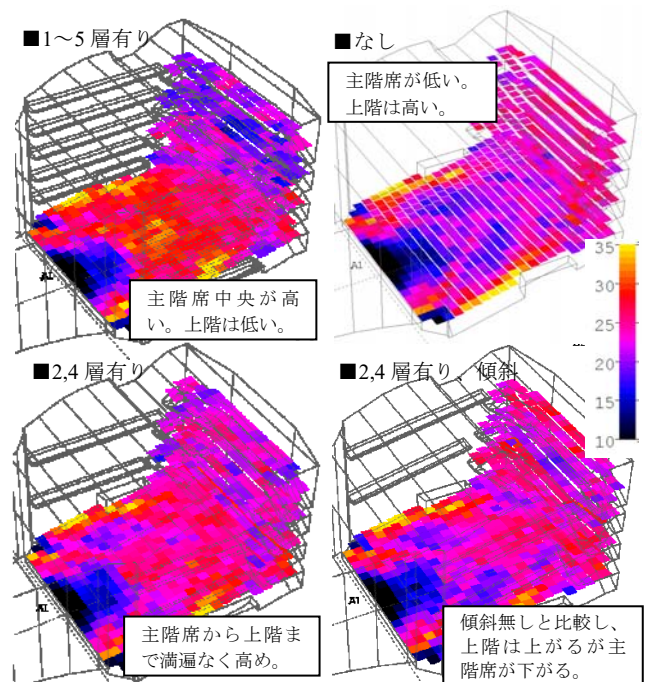 ■1～5 層有り
■なし
主階席が低い。
上階は高い。
A1
A1
主階席中央が高
い。上階は低い。
35
30
25
20
15
10
■2,4 層有り
■2,4 層有り、傾斜
A1
A1
主階席から上階ま
で満遍なく高め。
傾斜無しと比較し、
上階は上がるが主
階席が下がる。